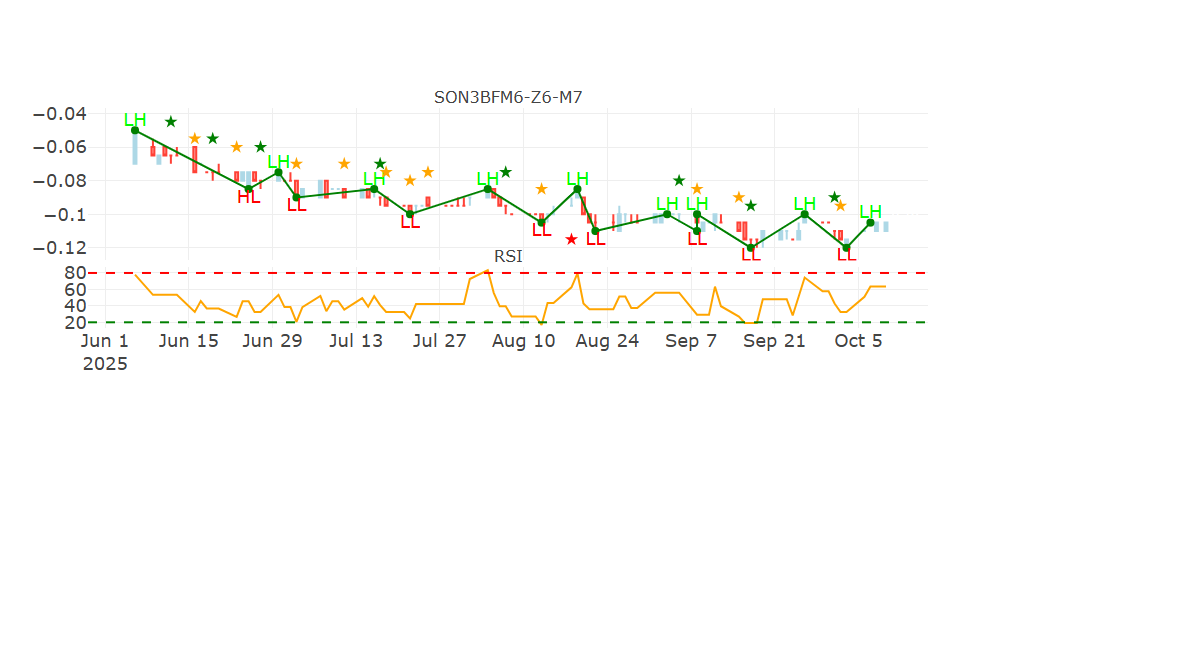 SON3BFM6-Z6-M7
−0.04
−0.06
−0.08
−0.1
−0.12
LH
HL
LH
LL
LH
LL
LH
LL
LH
LL
LH
LH
LL
LL
LH
LL
LH
RSI
80
60
40
20
Jun 1 Jun 15 Jun 29 Jul 13 Jul 27 Aug 10 Aug 24 Sep 7 Sep 21 Oct 5
2025